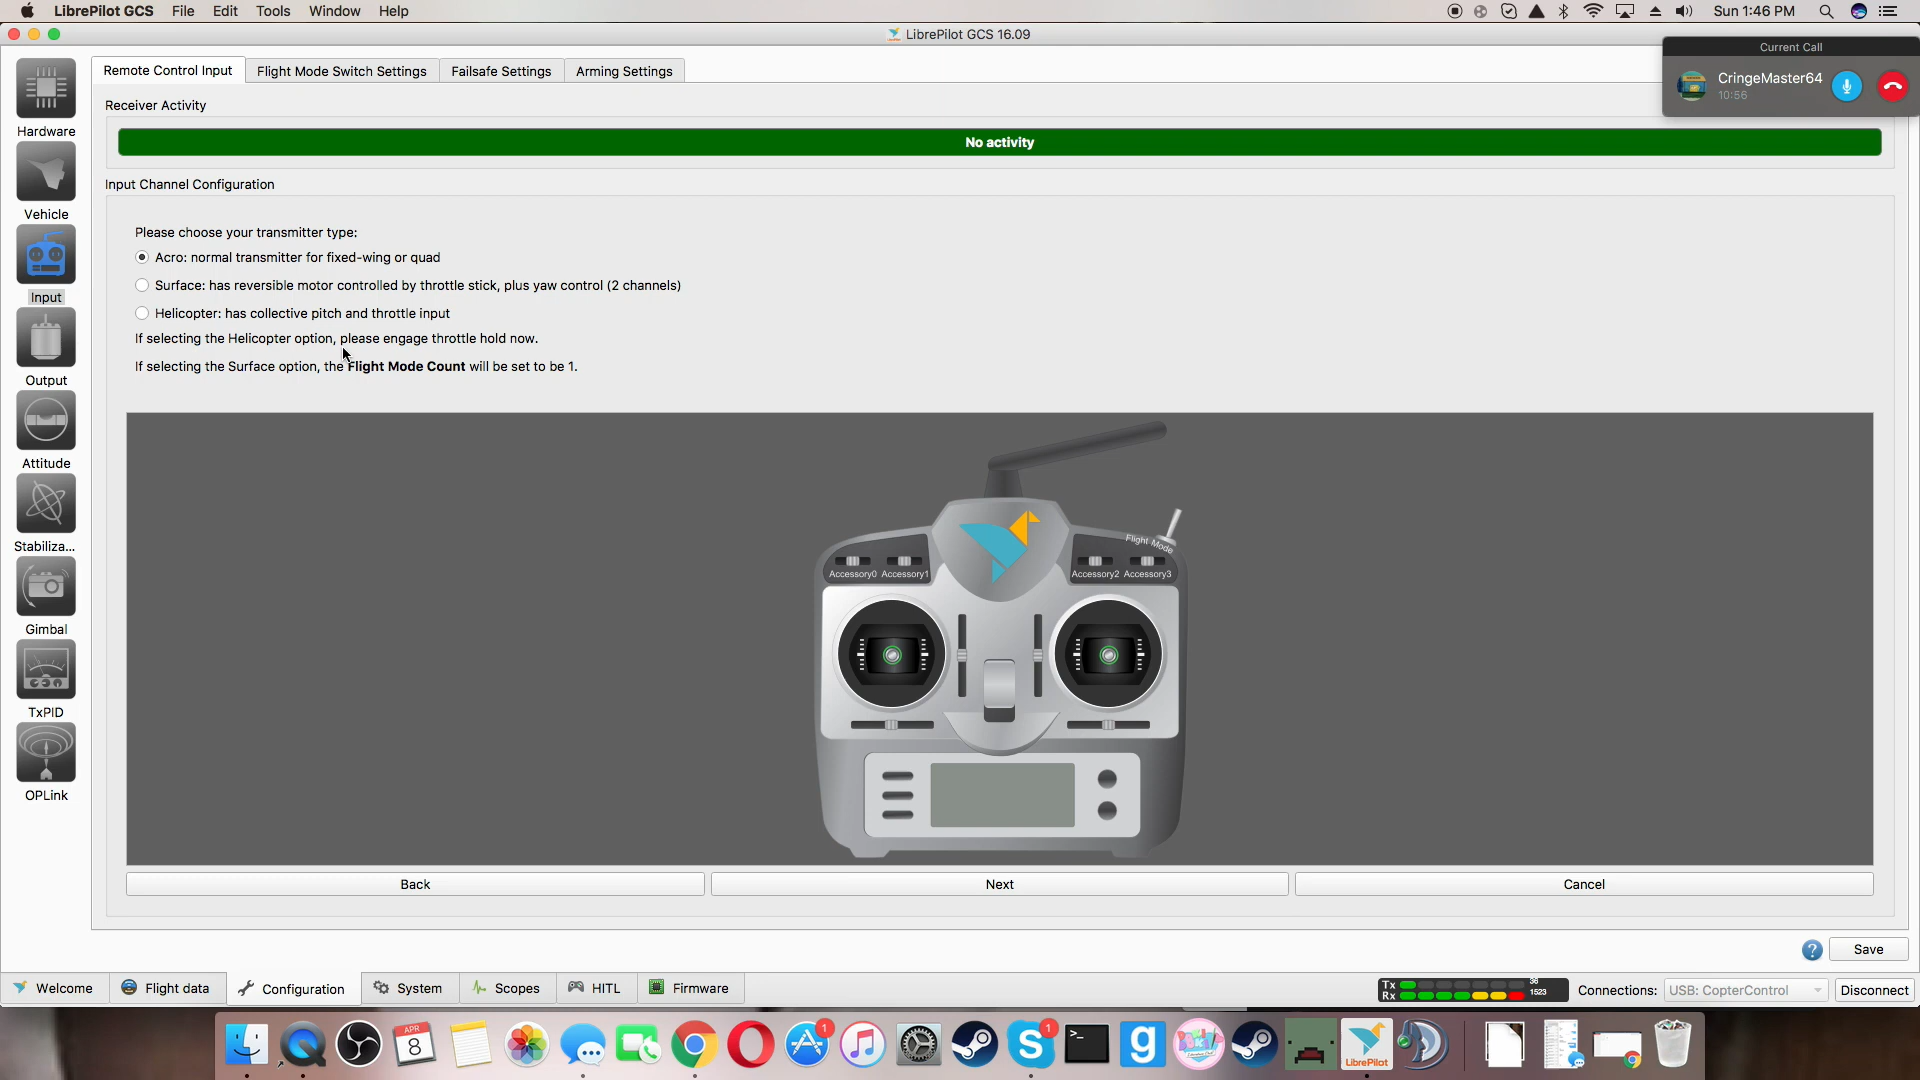 LibrePilot GCS File Edit Tools Window Help
Sun 1:46 PM
LibrePilot GCS 16.09
Current Call
CringeMaster64
10:56
Remote Control Input
Flight Mode Switch Settings
Failsafe Settings
Arming Settings
Receiver Activity
No activity
Input Channel Configuration
Please choose your transmitter type:
Acro: normal transmitter for fixed-wing or quad
Surface: has reversible motor controlled by throttle stick, plus yaw control (2 channels)
Helicopter: has collective pitch and throttle input
If selecting the Helicopter option, please engage throttle hold now.
If selecting the Surface option, the Flight Mode Count will be set to be 1.
Hardware
Vehicle
Input
Output
Attitude
Stabiliza...
Gimbal
TxPID
OPLink
Flight Mode
Accessory0 Accessory1
Accessory2 Accessory3
Back
Next
Cancel
?
Save
Welcome
Flight data
Configuration
System
Scopes
HITL
Firmware
Tx
36
Rx
1523
Connections:
USB: CopterControl
Disconnect
APR
8
1
1
LibrePilot